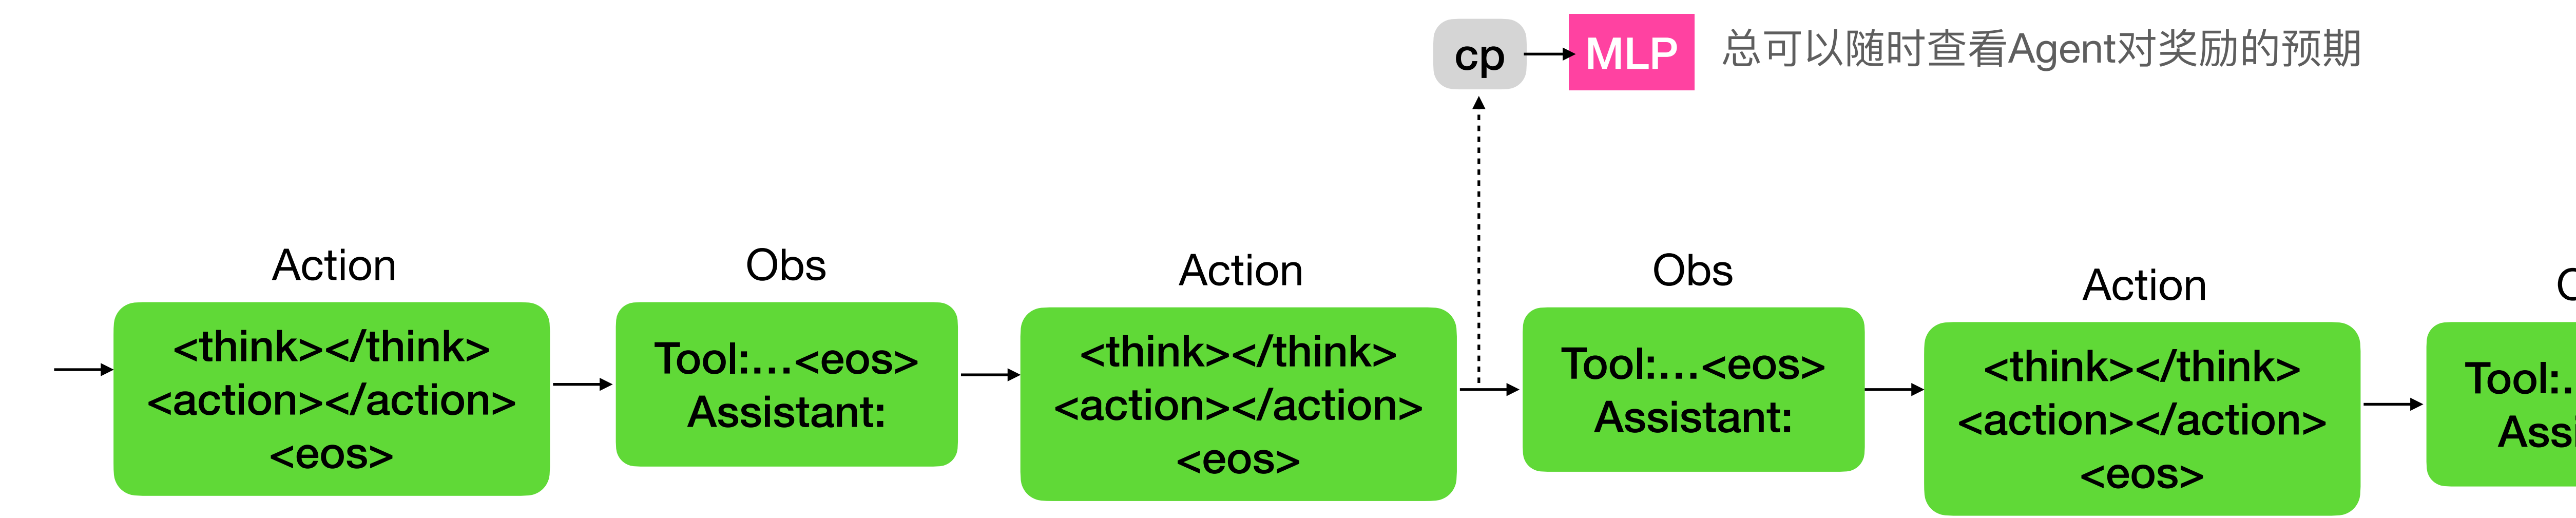 cp
MLP
总可以随时查看Agent对奖励的预期
Action
<think></think>
<action></action>
<eos>
Obs
Tool:...<eos>
Assistant:
Action
<think></think>
<action></action>
<eos>
Obs
Tool:...<eos>
Assistant:
Action
<think></think>
<action></action>
<eos>
Tool:.